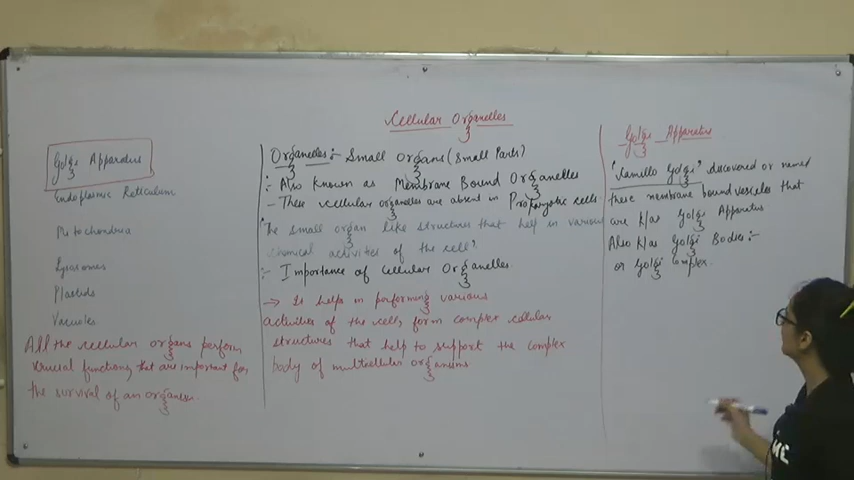 Cellular Organelles
Golgi Apparatus
Endoplasmic Reticulum
Mitochondria
Lysosomes
Plastids
Vacuoles
All the cellular organs perform
crucial functions that are important for
the survival of an organism.
Organelles:- Small Organs (Small Parts)
:- Also known as Membrane Bound Organelles
- These cellular organelles are absent in Prokaryotic cells
"The small organ like structures that help in various
chemical activities of the cell"
:- Importance of Cellular Organelles
→ It helps in performing various
activities of the cell, form complex cellular
structures that help to support the complex
body of multicellular organisms
Golgi Apparatus
"Camillo Golgi" discovered or named
these membrane bound vesicles that
are k/as Golgi Apparatus
Also k/as Golgi Bodies:-
or Golgi Complex.